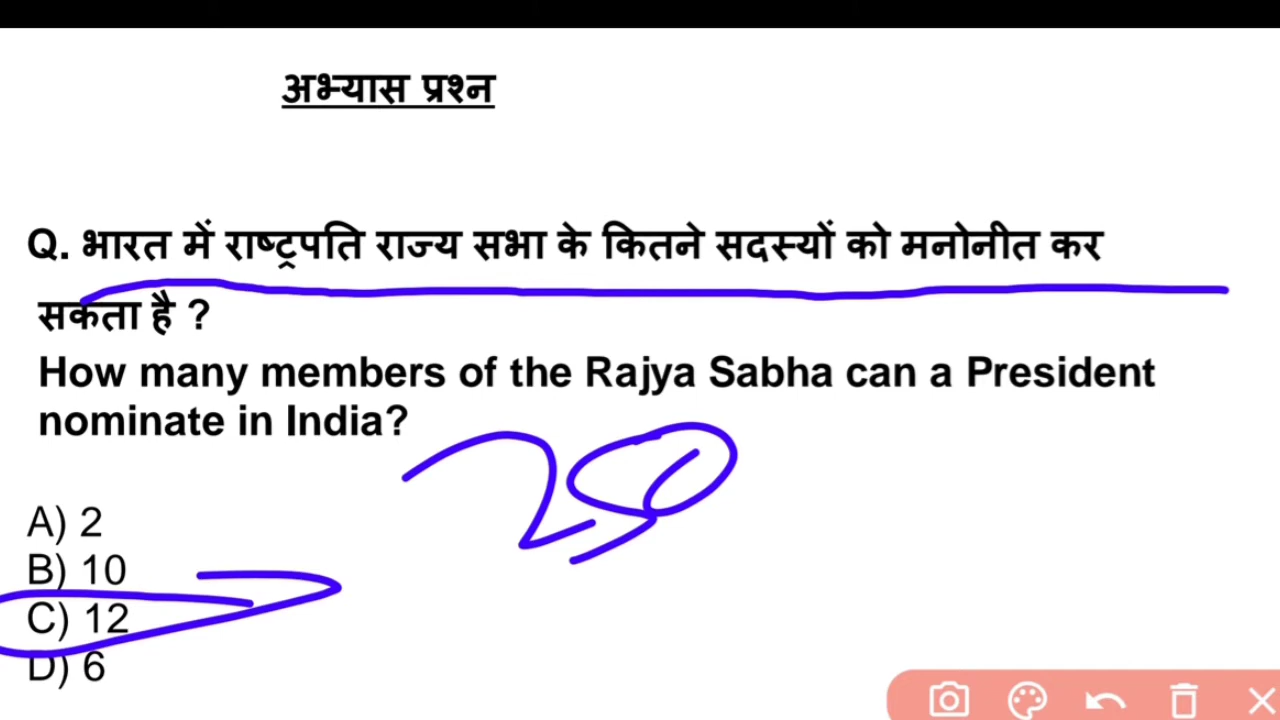 अभ्यास प्रश्न
Q. भारत में राष्ट्रपति राज्य सभा के कितने सदस्यों को मनोनीत कर
सकता है ?
How many members of the Rajya Sabha can a President
nominate in India?
250
A) 2
B) 10
C) 12
D) 6